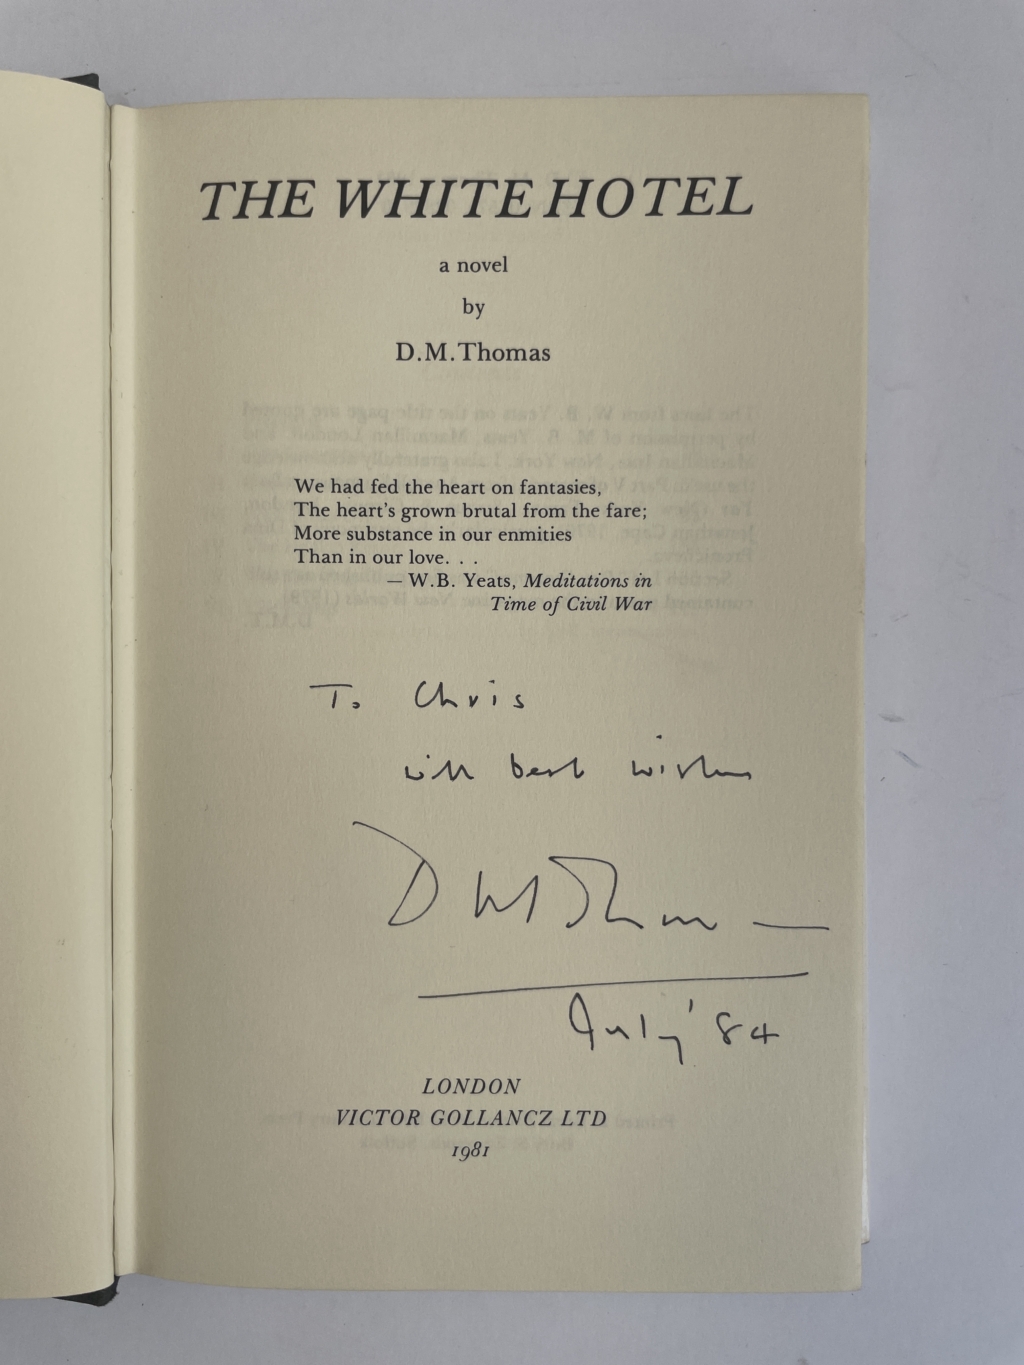 THE WHITE HOTEL
a novel
by
D.M.Thomas
We had fed the heart on fantasies,
The heart's grown brutal from the fare;
More substance in our enmities
Than in our love. . .
— W.B. Yeats, Meditations in
Time of Civil War
To Chris
with best wishes
D M Thomas
July '84
LONDON
VICTOR GOLLANCZ LTD
1981